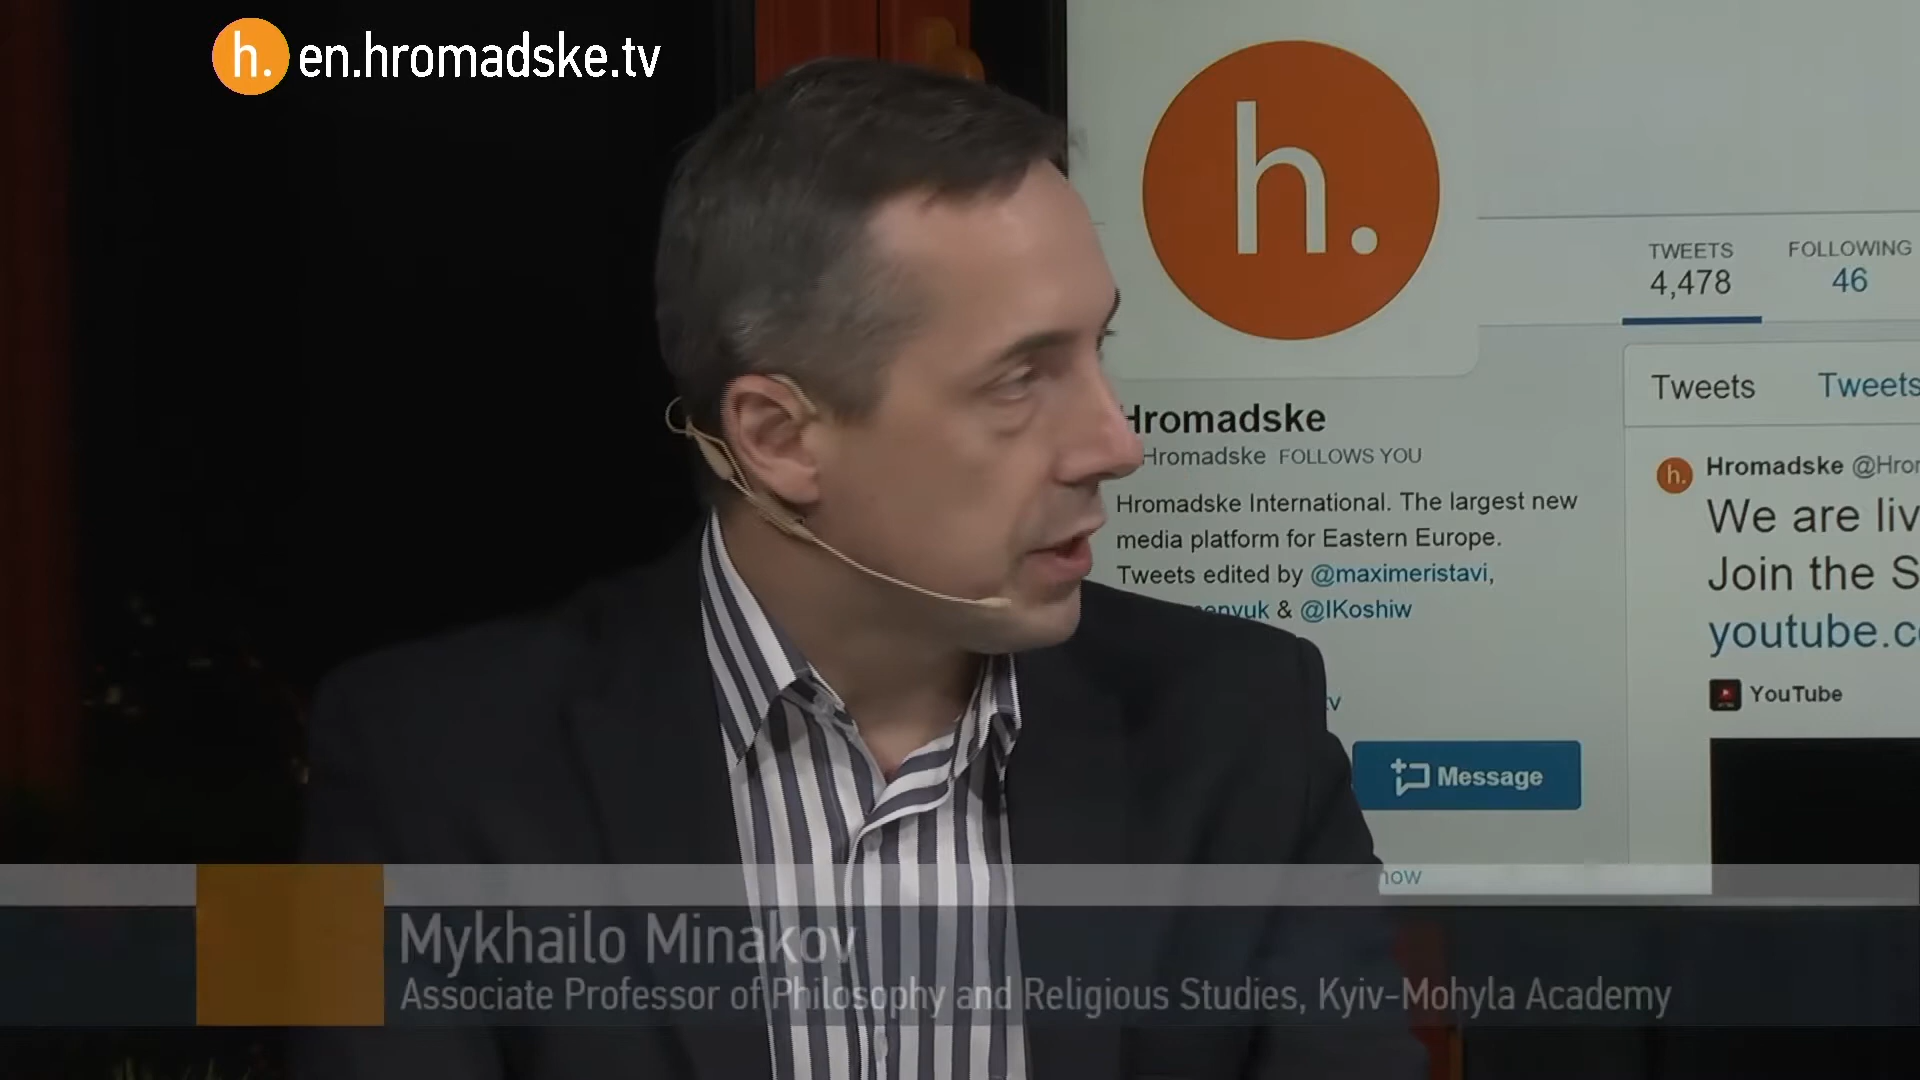 h. en.hromadske.tv
h.
TWEETS
4,478
FOLLOWING
46
Hromadske
Hromadske FOLLOWS YOU
Hromadske International. The largest new
media platform for Eastern Europe.
Tweets edited by @maximeristavi,
& @IKoshiw
Message
Tweets Tweets
h. Hromadske
We are
Join the
YouTube
Mykhailo Minakov
Associate Professor of Philosophy and Religious Studies, Kyiv-Mohyla Academy